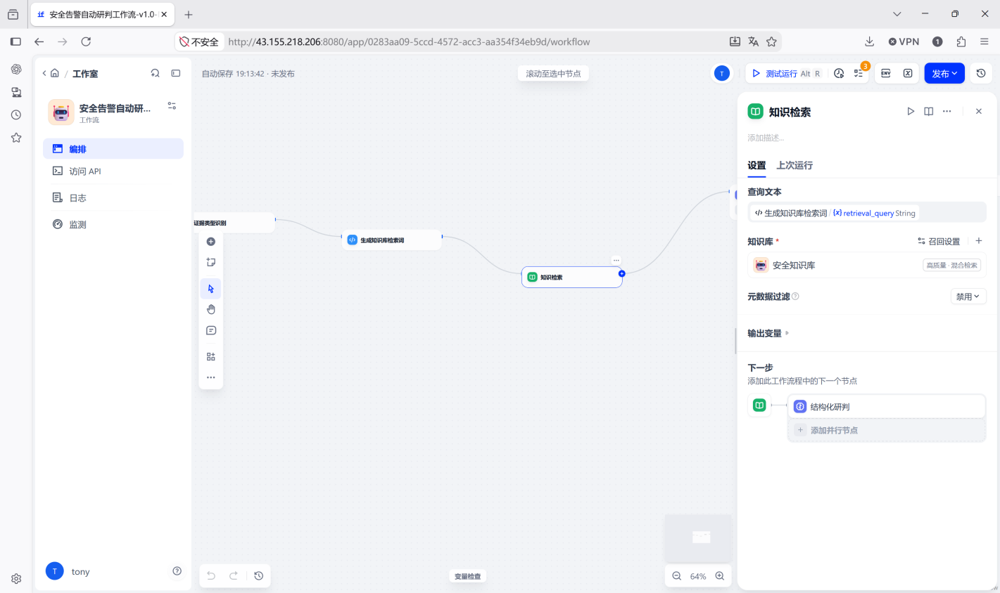 安全告警自动研判工作流-v1.0-
不安全
http://43.155.218.206:8080/app/0283aa09-5ccd-4572-acc3-aa354f34eb9d/workflow
VPN
1
/ 工作室
安全告警自动研...
工作流
编排
访问 API
日志
监测
T
tony
自动保存 19:13:42 · 未发布
滚动至选中节点
T
测试运行 Alt R
3
ENV
发布
证据类型识别
生成知识库检索词
知识检索
变量检查
64%
知识检索
添加描述...
设置
上次运行
查询文本
生成知识库检索词 / {x} retrieval_query String
知识库 *
召回设置
安全知识库
高质量 · 混合检索
元数据过滤
禁用
输出变量
下一步
添加此工作流程中的下一个节点
结构化研判
添加并行节点